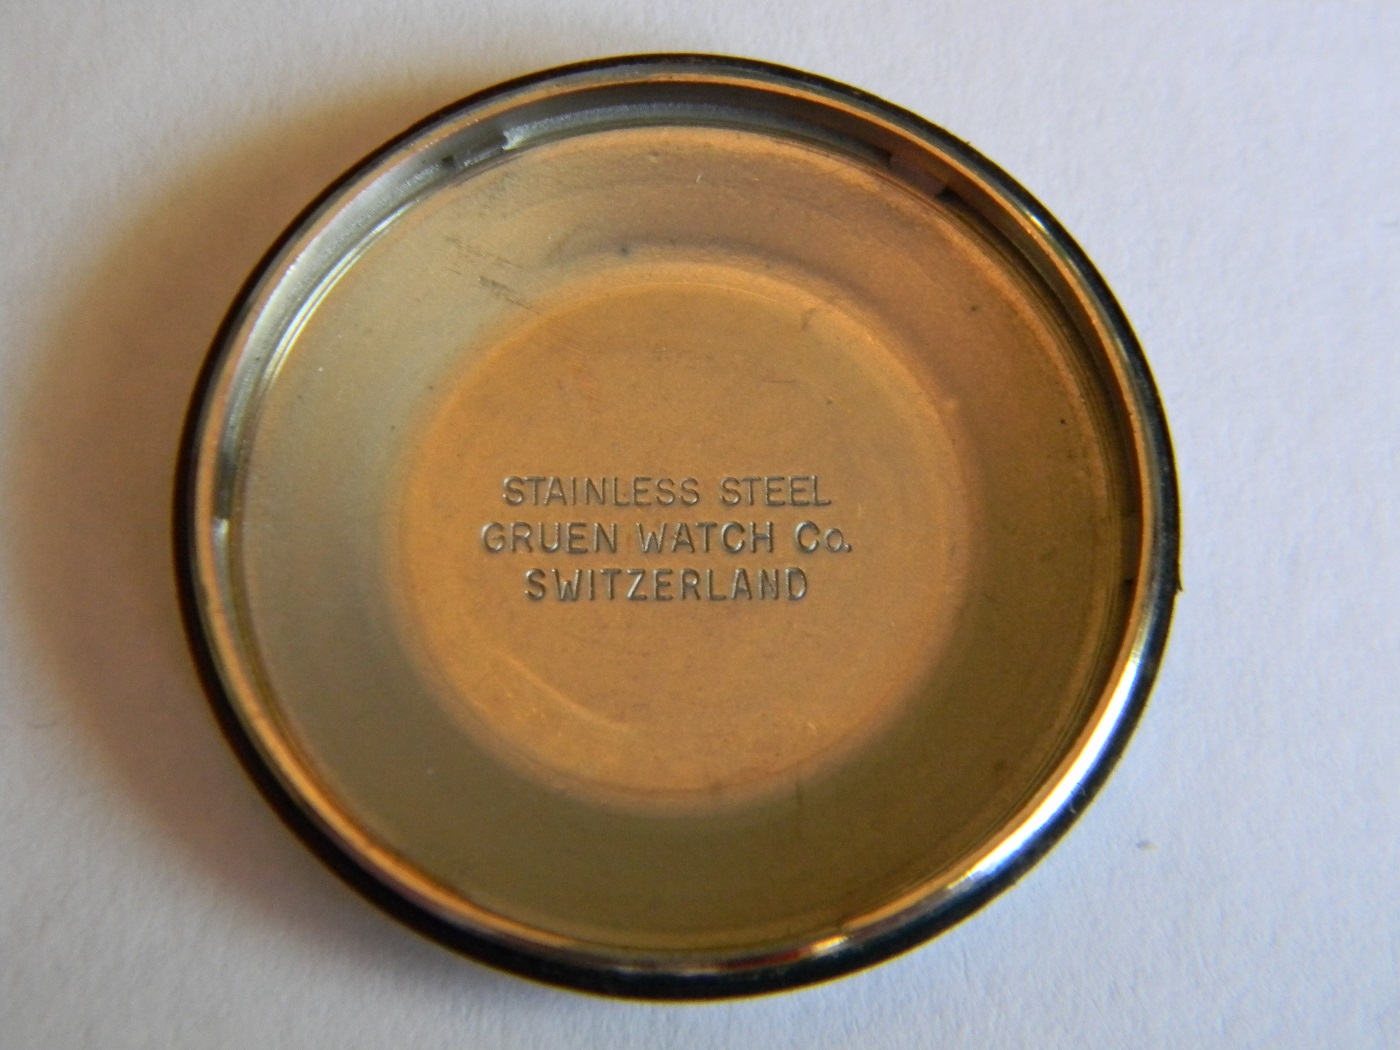 STAINLESS STEEL
GRUEN WATCH Co.
SWITZERLAND